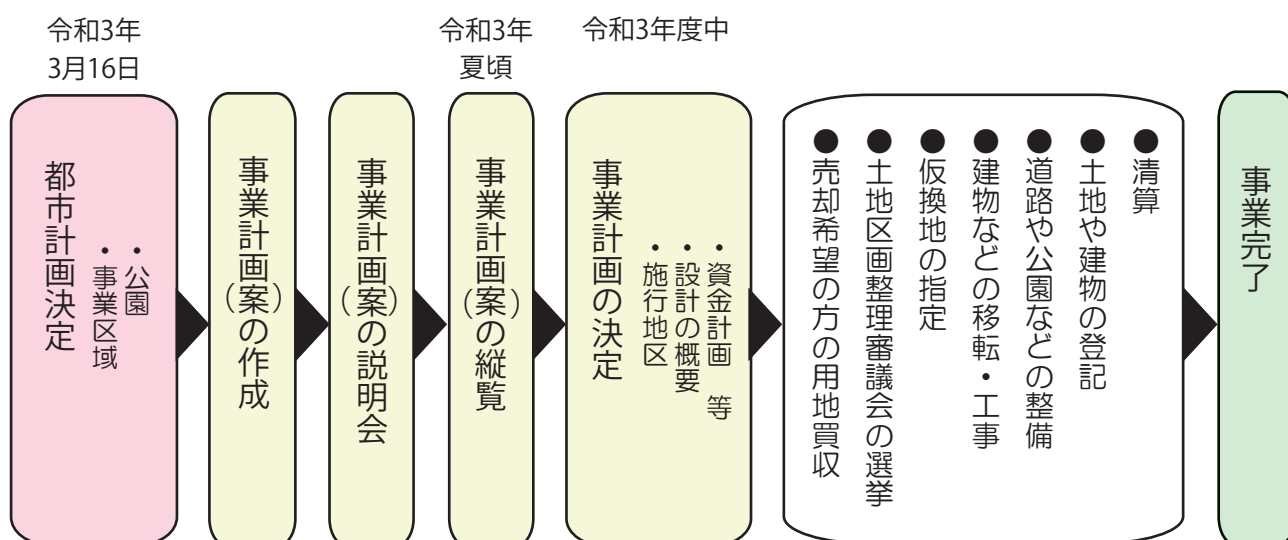 令和3年
3月16日
令和3年
夏頃
令和3年度中
都市計画決定
・事業区域
・公園
事業計画(案)の作成
事業計画(案)の説明会
事業計画(案)の縦覧
事業計画の決定
・施行地区
・設計の概要
・資金計画 等
●売却希望の方の用地買収
●土地区画整理審議会の選挙
●仮換地の指定
●建物などの移転・工事
●道路や公園などの整備
●土地や建物の登記
●清算
事業完了